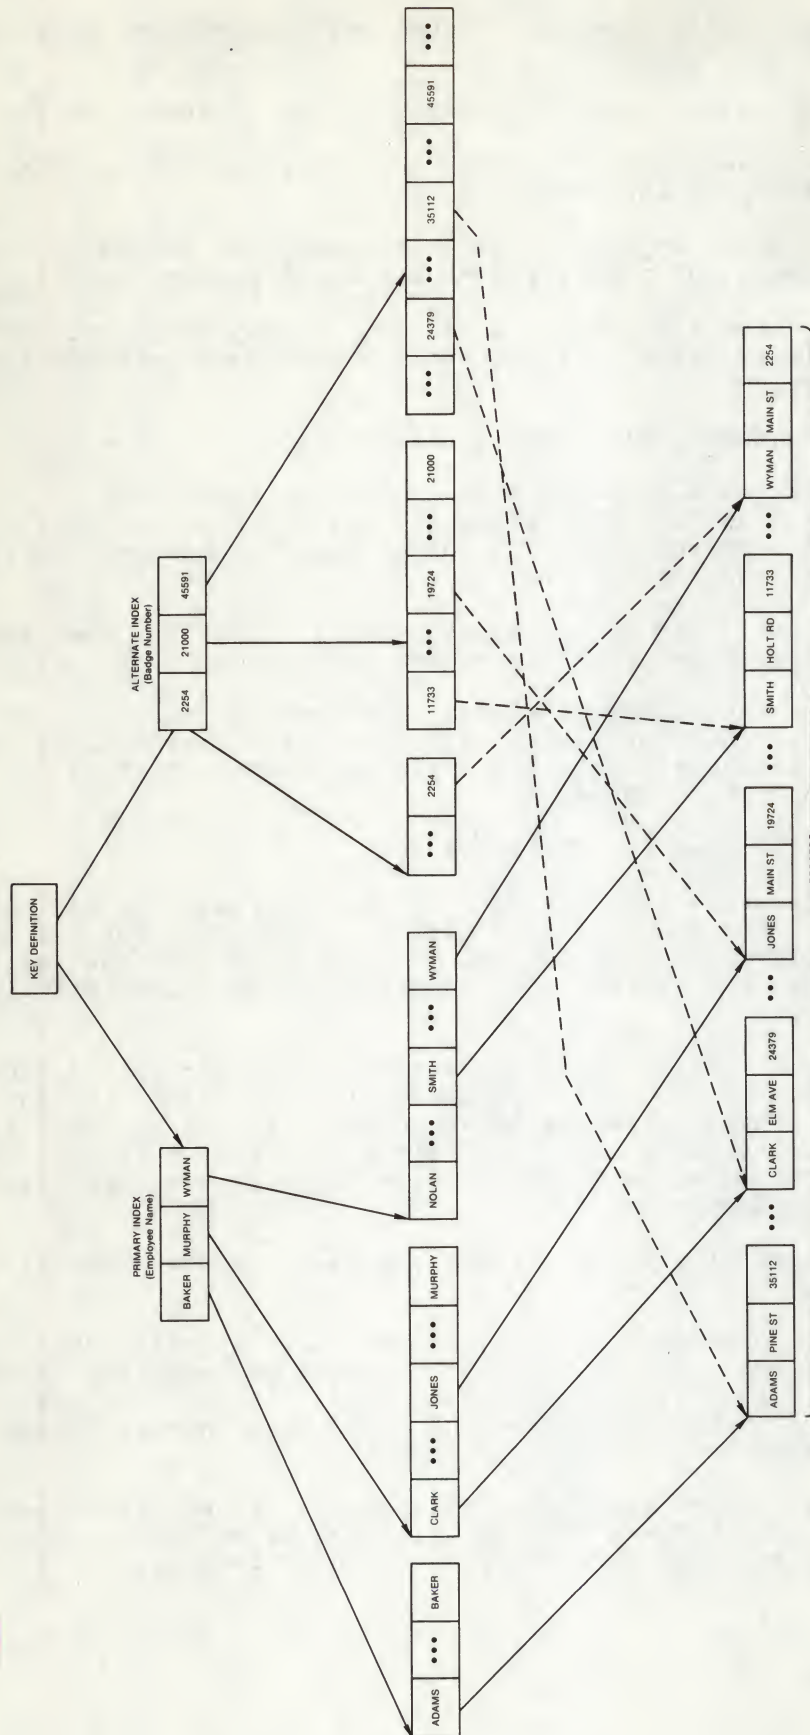 KEY DEFINITION
PRIMARY INDEX
(Employee Name)
BAKER MURPHY WYMAN
ALTERNATE INDEX
(Badge Number)
2254 21000 45591
ADAMS ••• BAKER
CLARK ••• JONES ••• MURPHY
NOLAN ••• SMITH ••• WYMAN
••• 2254
11733 ••• 19724 ••• 21000
••• 24379 ••• 35112 ••• 45591 •••
ADAMS PINE ST 35112 ••• CLARK ELM AVE 24379 ••• JONES MAIN ST 19724 ••• SMITH HOLT RD 11733 ••• WYMAN MAIN ST 2254